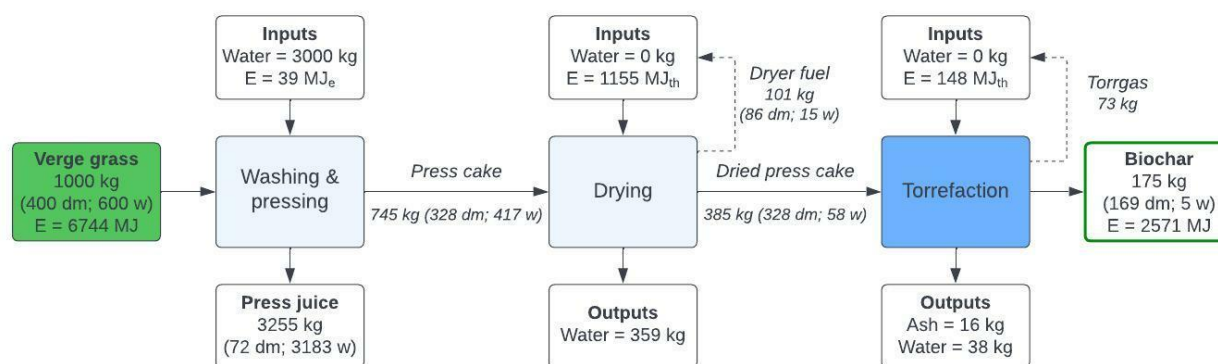 Inputs
Water = 3000 kg
E = 39 MJe
Inputs
Water = 0 kg
E = 1155 MJth
Dryer fuel
101 kg
(86 dm; 15 w)
Inputs
Water = 0 kg
E = 148 MJth
Torrgas
73 kg
Verge grass
1000 kg
(400 dm; 600 w)
E = 6744 MJ
Washing &
pressing
Press cake
745 kg (328 dm; 417 w)
Drying
Dried press cake
385 kg (328 dm; 58 w)
Torrefaction
Biochar
175 kg
(169 dm; 5 w)
E = 2571 MJ
Press juice
3255 kg
(72 dm; 3183 w)
Outputs
Water = 359 kg
Outputs
Ash = 16 kg
Water = 38 kg